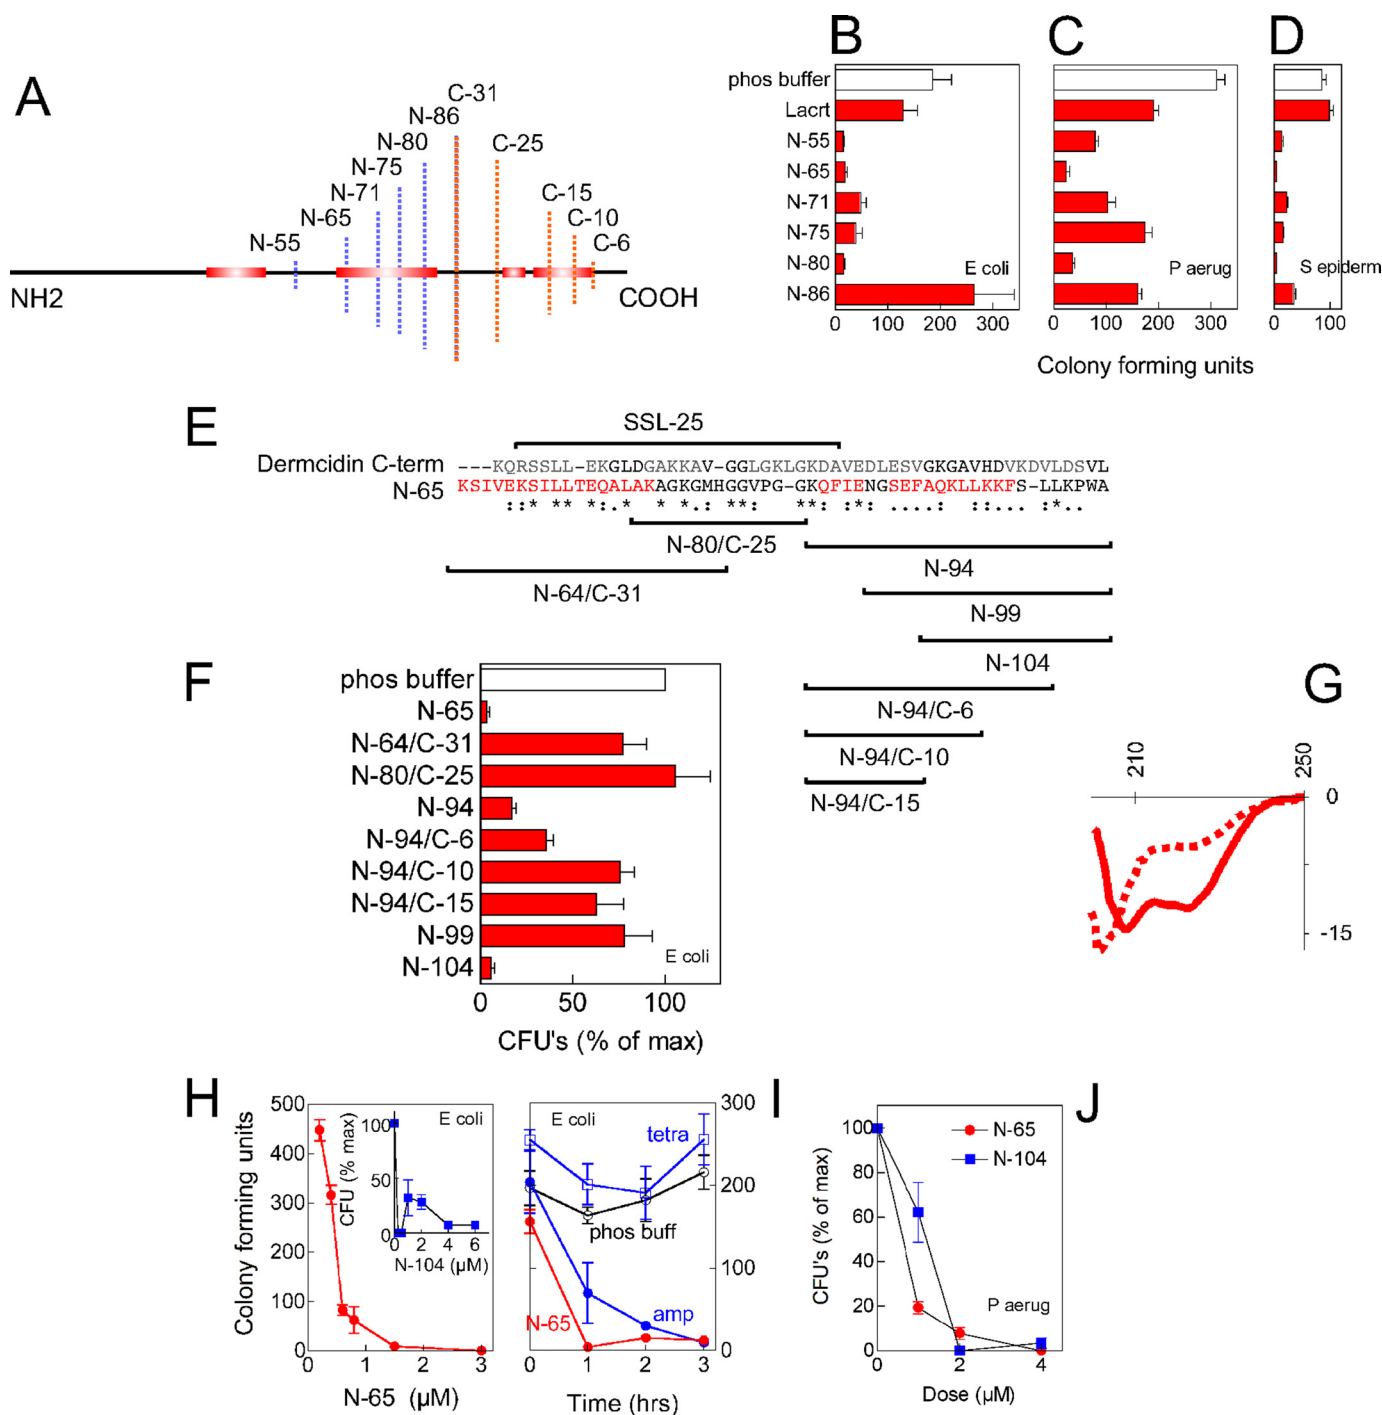 A
NH2
N-55
N-65
N-71
N-75
N-80
N-86
C-31
C-25
C-15
C-10
C-6
COOH
B
C
D
phos buffer
Lacrt
N-55
N-65
N-71
N-75
N-80
N-86
E coli
P aerug
S epiderm
0 100 200 300
0 100 200 300
0 100
Colony forming units
E
SSL-25
Dermcidin C-term ---KQRSSLL-EKGLDGAKKAV-GGLGKLGKDAVEDLESVGKGAVHDVKDVLDSVL
N-65 KSIVEKSILLTEQALAKAGKGMHGGVPG-GKQFIENGSEFAQKLLKKFS-LLKPWA
N-80/C-25
N-94
N-64/C-31
N-99
N-104
N-94/C-6
N-94/C-10
N-94/C-15
F
phos buffer
N-65
N-64/C-31
N-80/C-25
N-94
N-94/C-6
N-94/C-10
N-94/C-15
N-99
N-104
E coli
0 50 100
CFU's (% of max)
G
210
250
0
-15
H
Colony forming units
500
400
300
200
100
0
0 1 2 3
N-65 (µM)
E coli
CFU (% max)
100
50
0
0 2 4 6
N-104 (µM)
I
E coli
tetra
phos buff
amp
N-65
300
200
100
0
0 1 2 3
Time (hrs)
J
N-65
N-104
CFU's (% of max)
100
80
60
40
20
0
P aerug
0 2 4
Dose (µM)